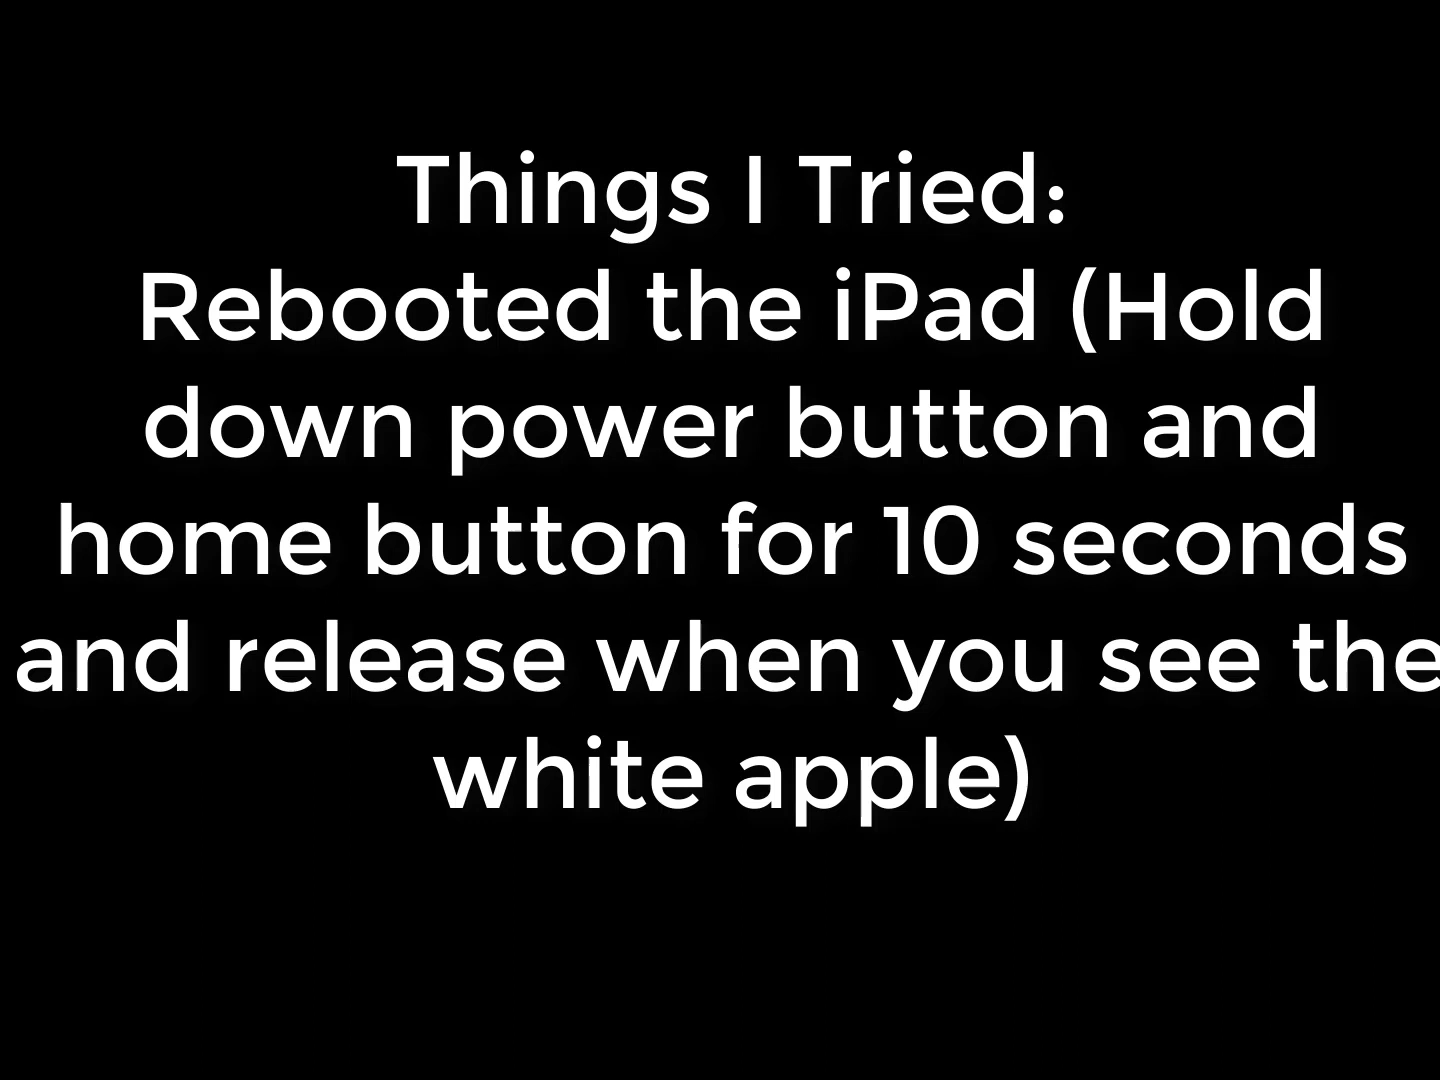 Things I Tried:
Rebooted the iPad (Hold
down power button and
home button for 10 seconds
and release when you see the
white apple)